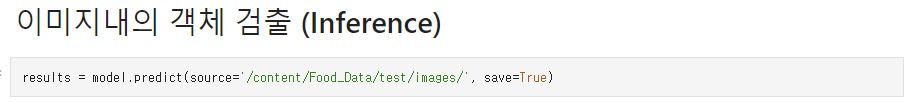 이미지내의 객체 검출 (Inference)
results = model.predict(source='/content/Food_Data/test/images/', save=True)